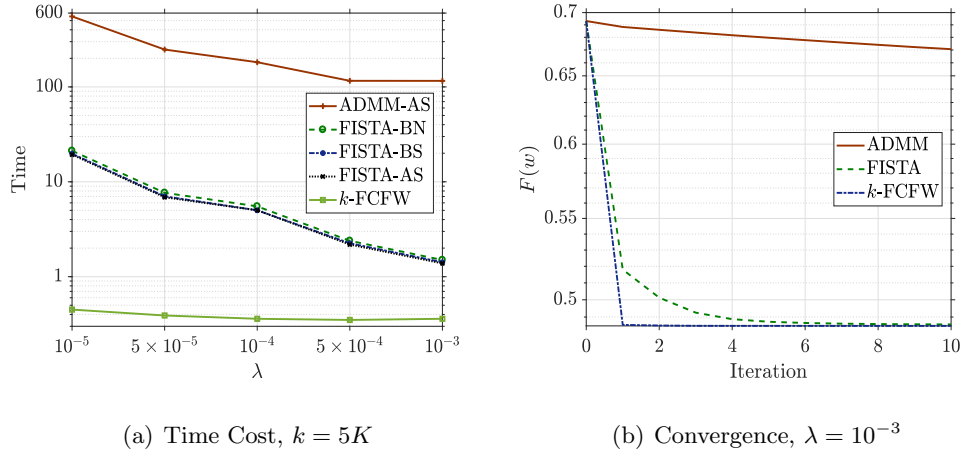 600
100
10
1
Time
10⁻⁵
5 × 10⁻⁵
10⁻⁴
5 × 10⁻⁴
10⁻³
λ
ADMM-AS
FISTA-BN
FISTA-BS
FISTA-AS
k-FCFW
(a) Time Cost, k = 5K
0.7
0.65
0.6
0.55
0.5
F(w)
0
2
4
6
8
10
Iteration
ADMM
FISTA
k-FCFW
(b) Convergence, λ = 10⁻³